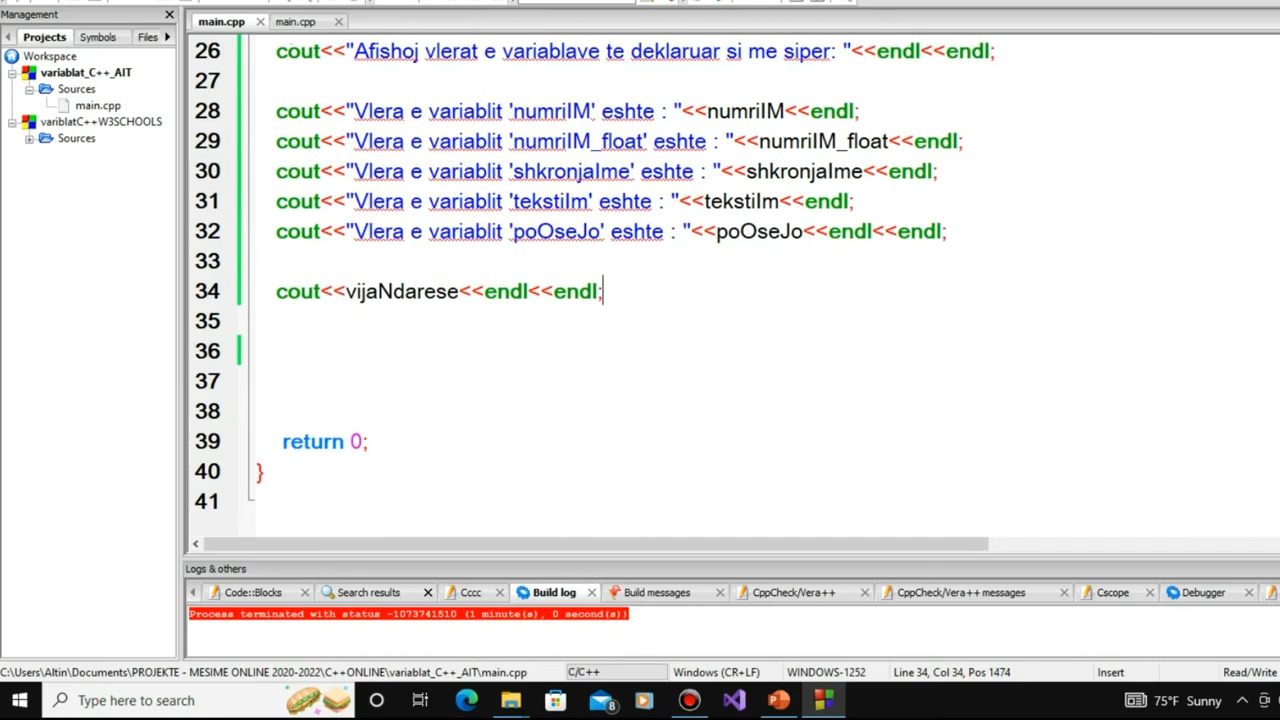 Management
main.cpp
main.cpp
Projects
Symbols
Files
Workspace
variablat_C++_AIT
Sources
main.cpp
variblatC++W3SCHOOLS
Sources
26 cout<<"Afishoj vlerat e variablave te deklaruar si me siper: "<<endl<<endl;
27
28 cout<<"Vlera e variablit 'numriIM' eshte : "<<numriIM<<endl;
29 cout<<"Vlera e variablit 'numriIM_float' eshte : "<<numriIM_float<<endl;
30 cout<<"Vlera e variablit 'shkronjaIme' eshte : "<<shkronjaIme<<endl;
31 cout<<"Vlera e variablit 'tekstiIm' eshte : "<<tekstiIm<<endl;
32 cout<<"Vlera e variablit 'poOseJo' eshte : "<<poOseJo<<endl<<endl;
33
34 cout<<vijaNdarese<<endl<<endl;
35
36
37
38
39 return 0;
40 }
41
Logs & others
Code::Blocks
Search results
Cccc
Build log
Build messages
CppCheck/Vera++
CppCheck/Vera++ messages
Cscope
Debugger
Process terminated with status -1073741510 (1 minute(s), 0 second(s))
C:\Users\Altin\Documents\PROJEKTE - MESIME ONLINE 2020-2022\C++ONLINE\variablat_C++_AIT\main.cpp
C/C++
Windows (CR+LF)
WINDOWS-1252
Line 34, Col 34, Pos 1474
Insert
Read/Write
Type here to search
8
75°F Sunny